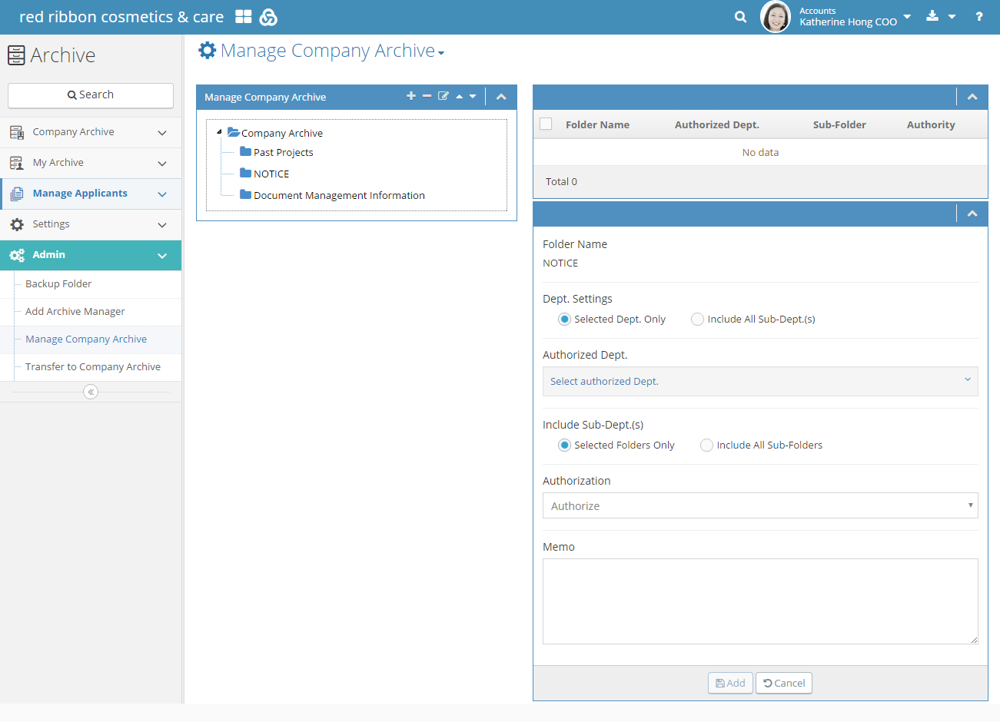 red ribbon cosmetics & care
Accounts
Katherine Hong COO
?
Archive
Search
Company Archive
My Archive
Manage Applicants
Settings
Admin
Backup Folder
Add Archive Manager
Manage Company Archive
Transfer to Company Archive
Manage Company Archive
Manage Company Archive
Company Archive
Past Projects
NOTICE
Document Management Information
Folder Name Authorized Dept. Sub-Folder Authority
No data
Total 0
Folder Name
NOTICE
Dept. Settings
Selected Dept. Only Include All Sub-Dept.(s)
Authorized Dept.
Select authorized Dept.
Include Sub-Dept.(s)
Selected Folders Only Include All Sub-Folders
Authorization
Authorize
Memo
Add Cancel